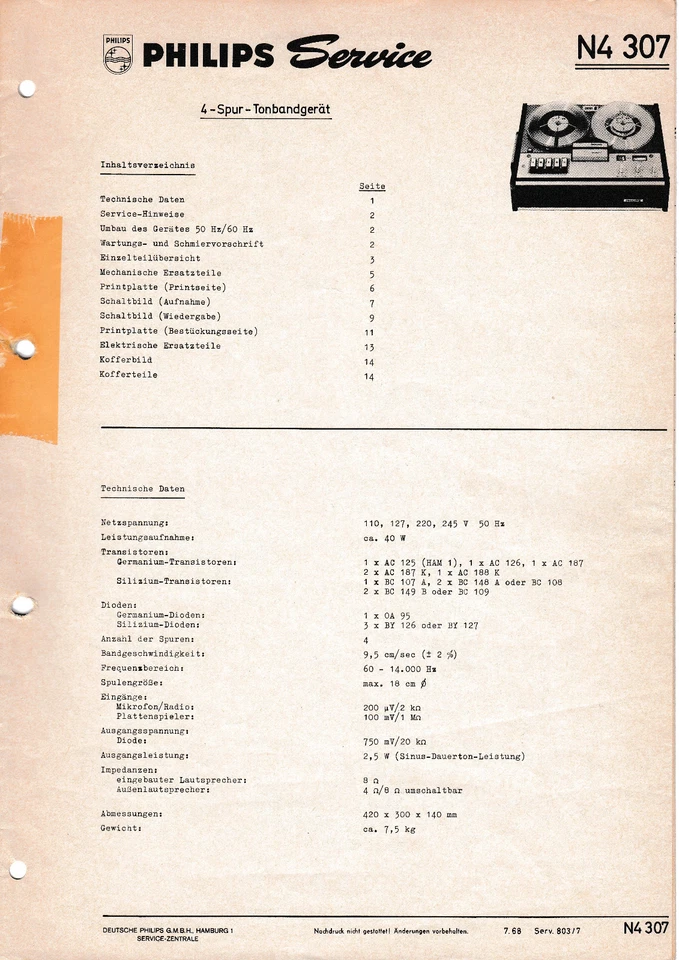 PHILIPS
PHILIPS Service
N4 307
4-Spur-Tonbandgerät
Inhaltsverzeichnis
Seite
Technische Daten 1
Service-Hinweise 2
Umbau des Gerätes 50 Hz/60 Hz 2
Wartungs- und Schmiervorschrift 2
Einzelteilübersicht 3
Mechanische Ersatzteile 5
Printplatte (Printseite) 6
Schaltbild (Aufnahme) 7
Schaltbild (Wiedergabe) 9
Printplatte (Bestückungsseite) 11
Elektrische Ersatzteile 13
Kofferbild 14
Kofferteile 14
Technische Daten
Netzspannung: 110, 127, 220, 245 V 50 Hz
Leistungsaufnahme: ca. 40 W
Transistoren:
Germanium-Transistoren: 1 x AC 125 (HAM 1), 1 x AC 126, 1 x AC 187
2 x AC 187 K, 1 x AC 188 K
Silizium-Transistoren: 1 x BC 107 A, 2 x BC 148 A oder BC 108
2 x BC 149 B oder BC 109
Dioden:
Germanium-Dioden: 1 x OA 95
Silizium-Dioden: 3 x BY 126 oder BY 127
Anzahl der Spuren: 4
Bandgeschwindigkeit: 9,5 cm/sec (± 2 %)
Frequenzbereich: 60 - 14.000 Hz
Spulengröße: max. 18 cm ∅
Eingänge:
Mikrofon/Radio: 200 µV/2 kΩ
Plattenspieler: 100 mV/1 MΩ
Ausgangsspannung:
Diode: 750 mV/20 kΩ
Ausgangsleistung: 2,5 W (Sinus-Dauerton-Leistung)
Impedanzen:
eingebauter Lautsprecher: 8 Ω
Außenlautsprecher: 4 Ω/8 Ω umschaltbar
Abmessungen: 420 x 300 x 140 mm
Gewicht: ca. 7,5 kg
DEUTSCHE PHILIPS G.M.B.H., HAMBURG 1
SERVICE-ZENTRALE
Nachdruck nicht gestattet! Änderungen vorbehalten.
7.68 Serv. 803/7
N4 307